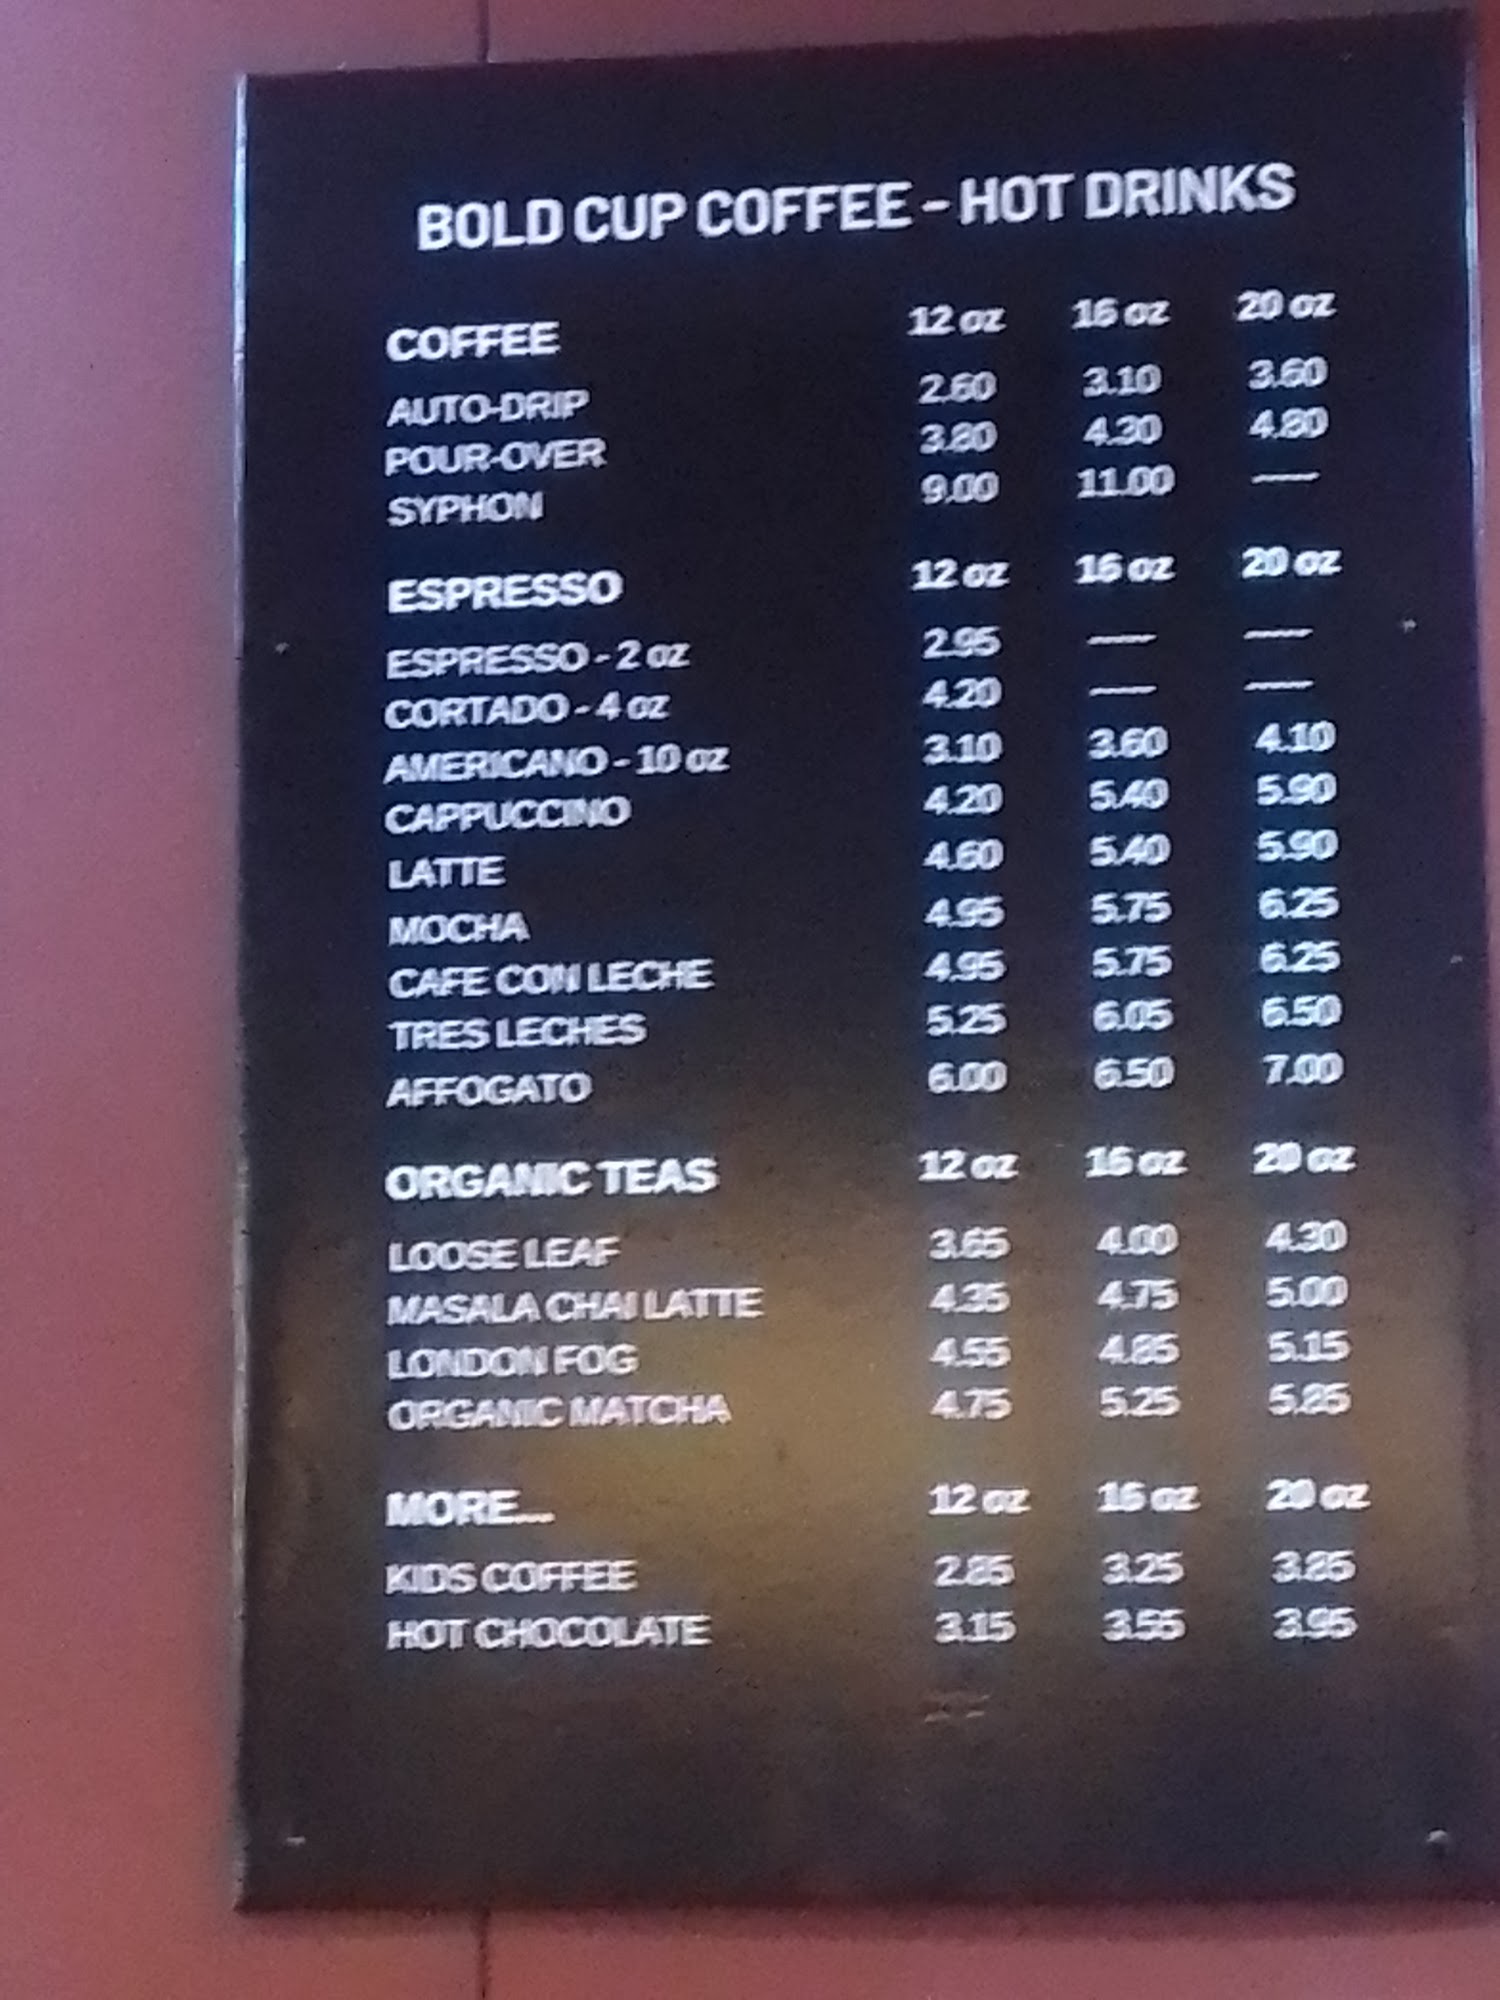 BOLD CUP COFFEE - HOT DRINKS
COFFEE 12 oz 16 oz 20 oz
AUTO-DRIP 2.60 3.10 3.60
POUR-OVER 3.80 4.30 4.80
SYPHON 9.00 11.00 —
ESPRESSO 12 oz 16 oz 20 oz
ESPRESSO - 2 oz 2.95 — —
CORTADO - 4 oz 4.20 — —
AMERICANO - 10 oz 3.10 3.60 4.10
CAPPUCCINO 4.20 5.40 5.90
LATTE 4.60 5.40 5.90
MOCHA 4.95 5.75 6.25
CAFE CON LECHE 4.95 5.75 6.25
TRES LECHES 5.25 6.05 6.50
AFFOGATO 6.00 6.50 7.00
ORGANIC TEAS 12 oz 16 oz 20 oz
LOOSE LEAF 3.65 4.00 4.30
MASALA CHAI LATTE 4.35 4.75 5.00
LONDON FOG 4.55 4.85 5.15
ORGANIC MATCHA 4.75 5.25 5.85
MORE... 12 oz 16 oz 20 oz
KIDS COFFEE 2.85 3.25 3.85
HOT CHOCOLATE 3.15 3.55 3.95